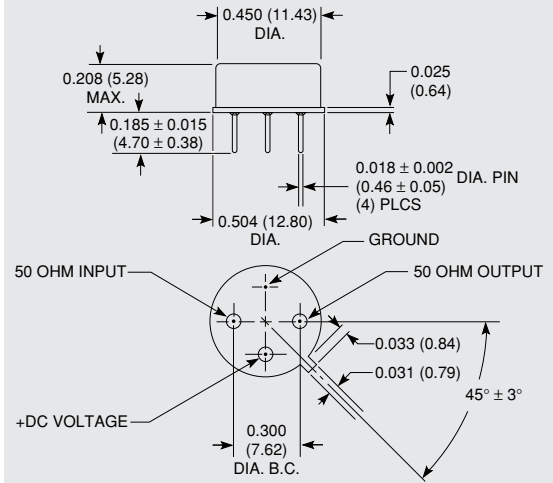 0.450 (11.43)
DIA.
0.208 (5.28)
MAX.
0.025
(0.64)
0.185 ± 0.015
(4.70 ± 0.38)
0.018 ± 0.002
(0.46 ± 0.05)
(4) PLCS
DIA. PIN
0.504 (12.80)
DIA.
GROUND
50 OHM INPUT
50 OHM OUTPUT
0.033 (0.84)
0.031 (0.79)
45° ± 3°
+DC VOLTAGE
0.300
(7.62)
DIA. B.C.